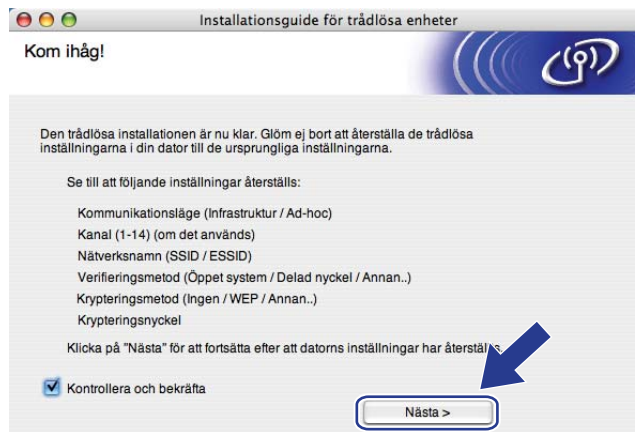 Installationsguide för trådlösa enheter
Kom ihåg!
Den trådlösa installationen är nu klar. Glöm ej bort att återställa de trådlösa
inställningarna i din dator till de ursprungliga inställningarna.
Se till att följande inställningar återställs:
Kommunikationsläge (Infrastruktur / Ad-hoc)
Kanal (1-14) (om det används)
Nätverksnamn (SSID / ESSID)
Verifieringsmetod (Öppet system / Delad nyckel / Annan..)
Krypteringsmetod (Ingen / WEP / Annan..)
Krypteringsnyckel
Klicka på "Nästa" för att fortsätta efter att datorns inställningar har återställs.
Kontrollera och bekräfta
Nästa >